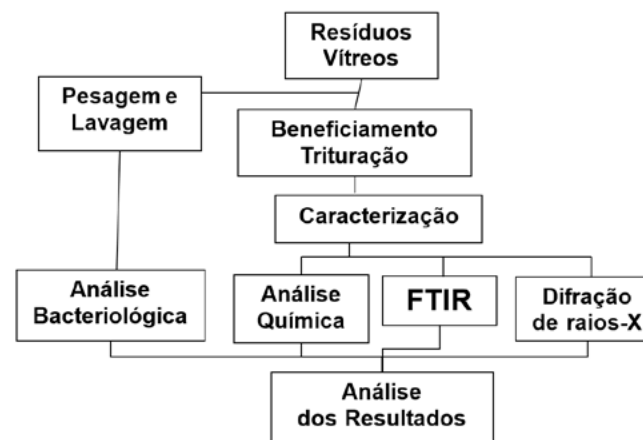 Resíduos
Vítreos
Pesagem e
Lavagem
Beneficiamento
Trituração
Caracterização
Análise
Bacteriológica
Análise
Química
FTIR
Difração
de raios-X
Análise
dos Resultados